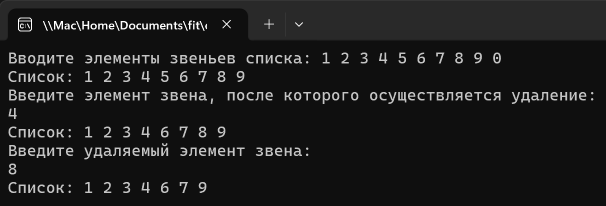 \\Mac\Home\Documents\fit\
Вводите элементы звеньев списка: 1 2 3 4 5 6 7 8 9 0
Список: 1 2 3 4 5 6 7 8 9
Введите элемент звена, после которого осуществляется удаление:
4
Список: 1 2 3 4 6 7 8 9
Введите удаляемый элемент звена:
8
Список: 1 2 3 4 6 7 9